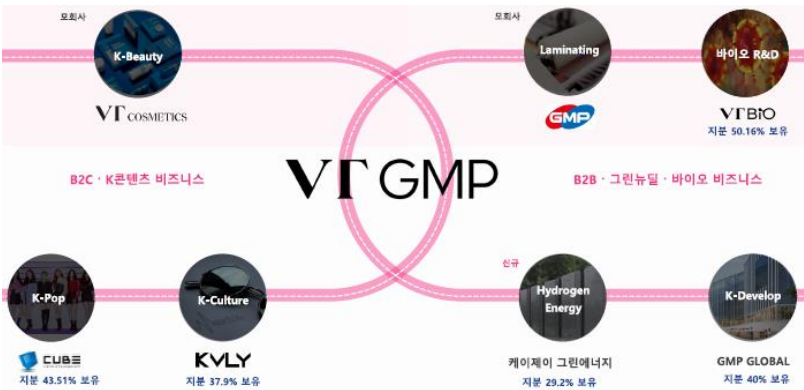 모회사
모회사
K-Beauty
Laminating
바이오 R&D
VT COSMETICS
GMP
VTBIO
지분 50.16% 보유
B2C · K콘텐츠 비즈니스
VT GMP
B2B · 그린뉴딜 · 바이오 비즈니스
신규
K-Pop
K-Culture
Hydrogen
Energy
K-Develop
CUBE
KVLY
케이제이 그린에너지
GMP GLOBAL
지분 43.51% 보유
지분 37.9% 보유
지분 29.2% 보유
지분 40% 보유